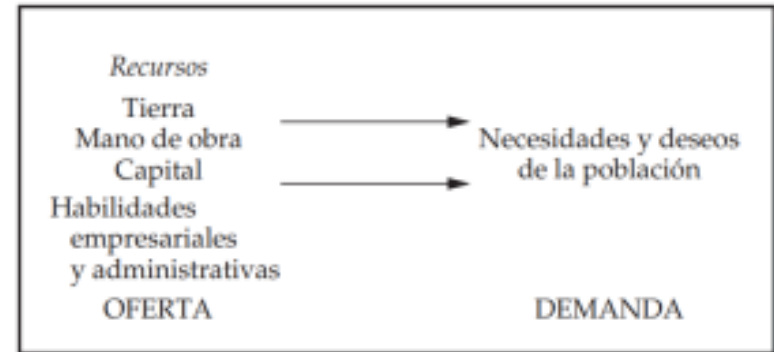 Recursos
Tierra
Mano de obra
Capital
Habilidades
empresariales
y administrativas
OFERTA
Necesidades y deseos
de la población
DEMANDA